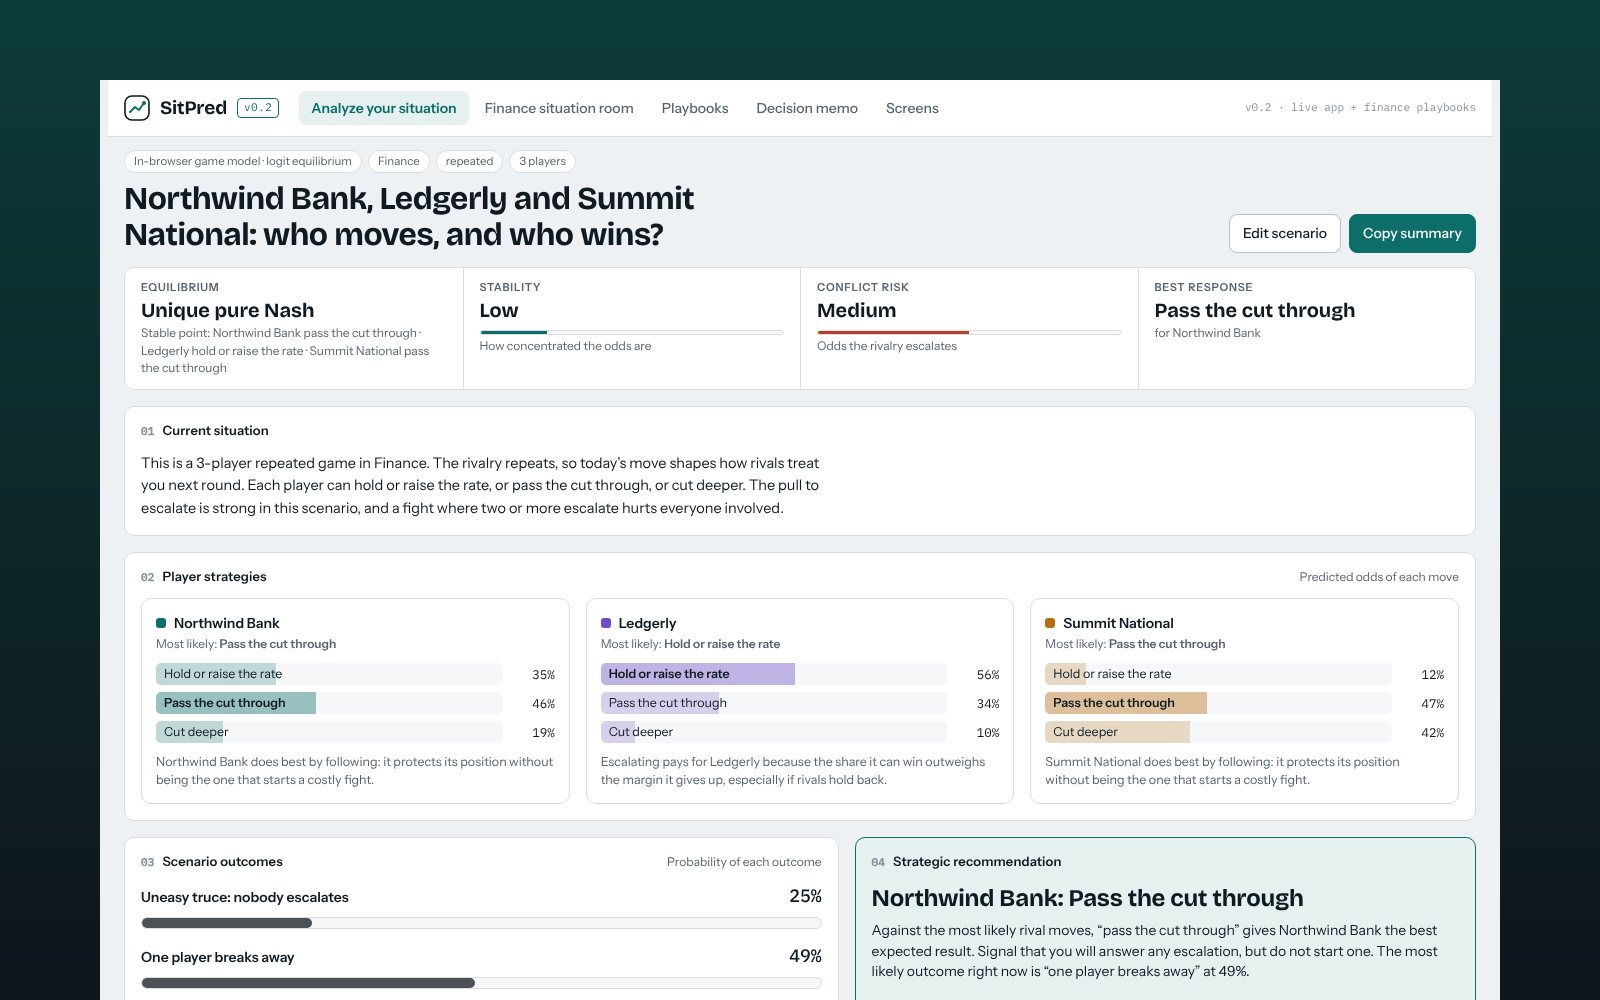 SitPred v0.2 Analyze your situation Finance situation room Playbooks Decision memo Screens v0.2 · live app + finance playbooks
In-browser game model · logit equilibrium Finance repeated 3 players
Northwind Bank, Ledgerly and Summit
National: who moves, and who wins?
Edit scenario Copy summary
EQUILIBRIUM
Unique pure Nash
Stable point: Northwind Bank pass the cut through ·
Ledgerly hold or raise the rate · Summit National pass
the cut through
STABILITY
Low
How concentrated the odds are
CONFLICT RISK
Medium
Odds the rivalry escalates
BEST RESPONSE
Pass the cut through
for Northwind Bank
01 Current situation
This is a 3-player repeated game in Finance. The rivalry repeats, so today’s move shapes how rivals treat
you next round. Each player can hold or raise the rate, or pass the cut through, or cut deeper. The pull to
escalate is strong in this scenario, and a fight where two or more escalate hurts everyone involved.
02 Player strategies Predicted odds of each move
Northwind Bank
Most likely: Pass the cut through
Hold or raise the rate 35%
Pass the cut through 46%
Cut deeper 19%
Northwind Bank does best by following: it protects its position without
being the one that starts a costly fight.
Ledgerly
Most likely: Hold or raise the rate
Hold or raise the rate 56%
Pass the cut through 34%
Cut deeper 10%
Escalating pays for Ledgerly because the share it can win outweighs
the margin it gives up, especially if rivals hold back.
Summit National
Most likely: Pass the cut through
Hold or raise the rate 12%
Pass the cut through 47%
Cut deeper 42%
Summit National does best by following: it protects its position
without being the one that starts a costly fight.
03 Scenario outcomes Probability of each outcome
Uneasy truce: nobody escalates 25%
One player breaks away 49%
04 Strategic recommendation
Northwind Bank: Pass the cut through
Against the most likely rival moves, “pass the cut through” gives Northwind Bank the best
expected result. Signal that you will answer any escalation, but do not start one. The most
likely outcome right now is “one player breaks away” at 49%.